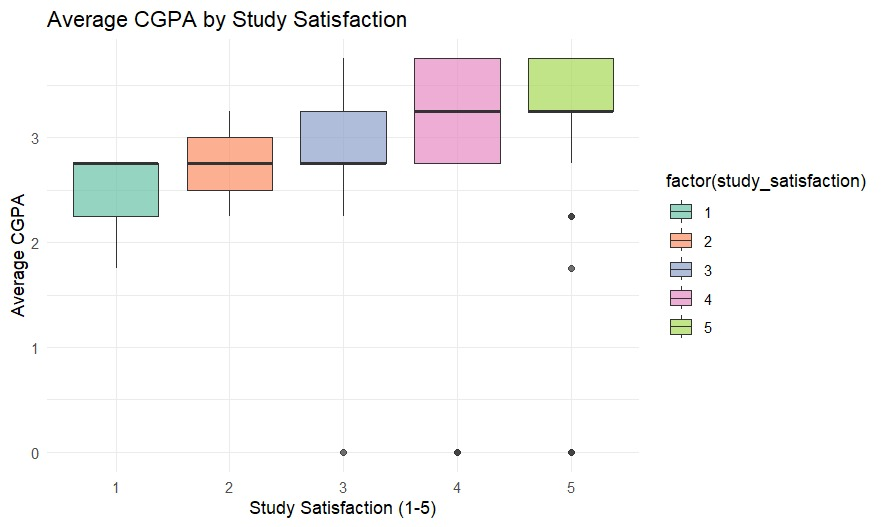 Average CGPA by Study Satisfaction
Average CGPA
3
2
1
0
1 2 3 4 5
Study Satisfaction (1-5)
factor(study_satisfaction)
1
2
3
4
5